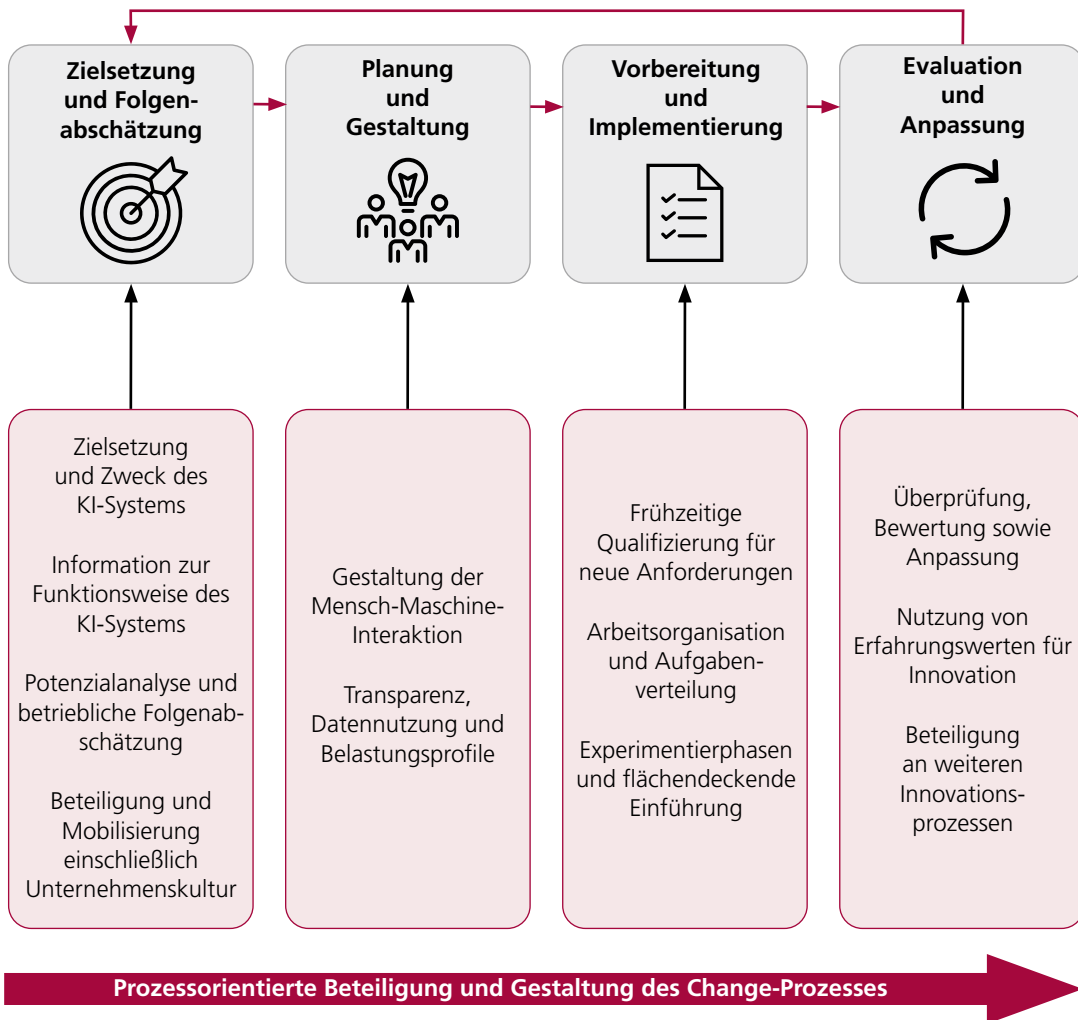 Zielsetzung
und Folgen-
abschätzung
Planung
und
Gestaltung
Vorbereitung
und
Implementierung
Evaluation
und
Anpassung
Zielsetzung
und Zweck des
KI-Systems
Information zur
Funktionsweise des
KI-Systems
Potenzialanalyse und
betriebliche Folgenab-
schätzung
Beteiligung und
Mobilisierung
einschließlich
Unternehmenskultur
Gestaltung der
Mensch-Maschine-
Interaktion
Transparenz,
Datennutzung und
Belastungsprofile
Frühzeitige
Qualifizierung für
neue Anforderungen
Arbeitsorganisation
und Aufgaben-
verteilung
Experimentierphasen
und flächendeckende
Einführung
Überprüfung,
Bewertung sowie
Anpassung
Nutzung von
Erfahrungswerten für
Innovation
Beteiligung
an weiteren
Innovations-
prozessen
Prozessorientierte Beteiligung und Gestaltung des Change-Prozesses